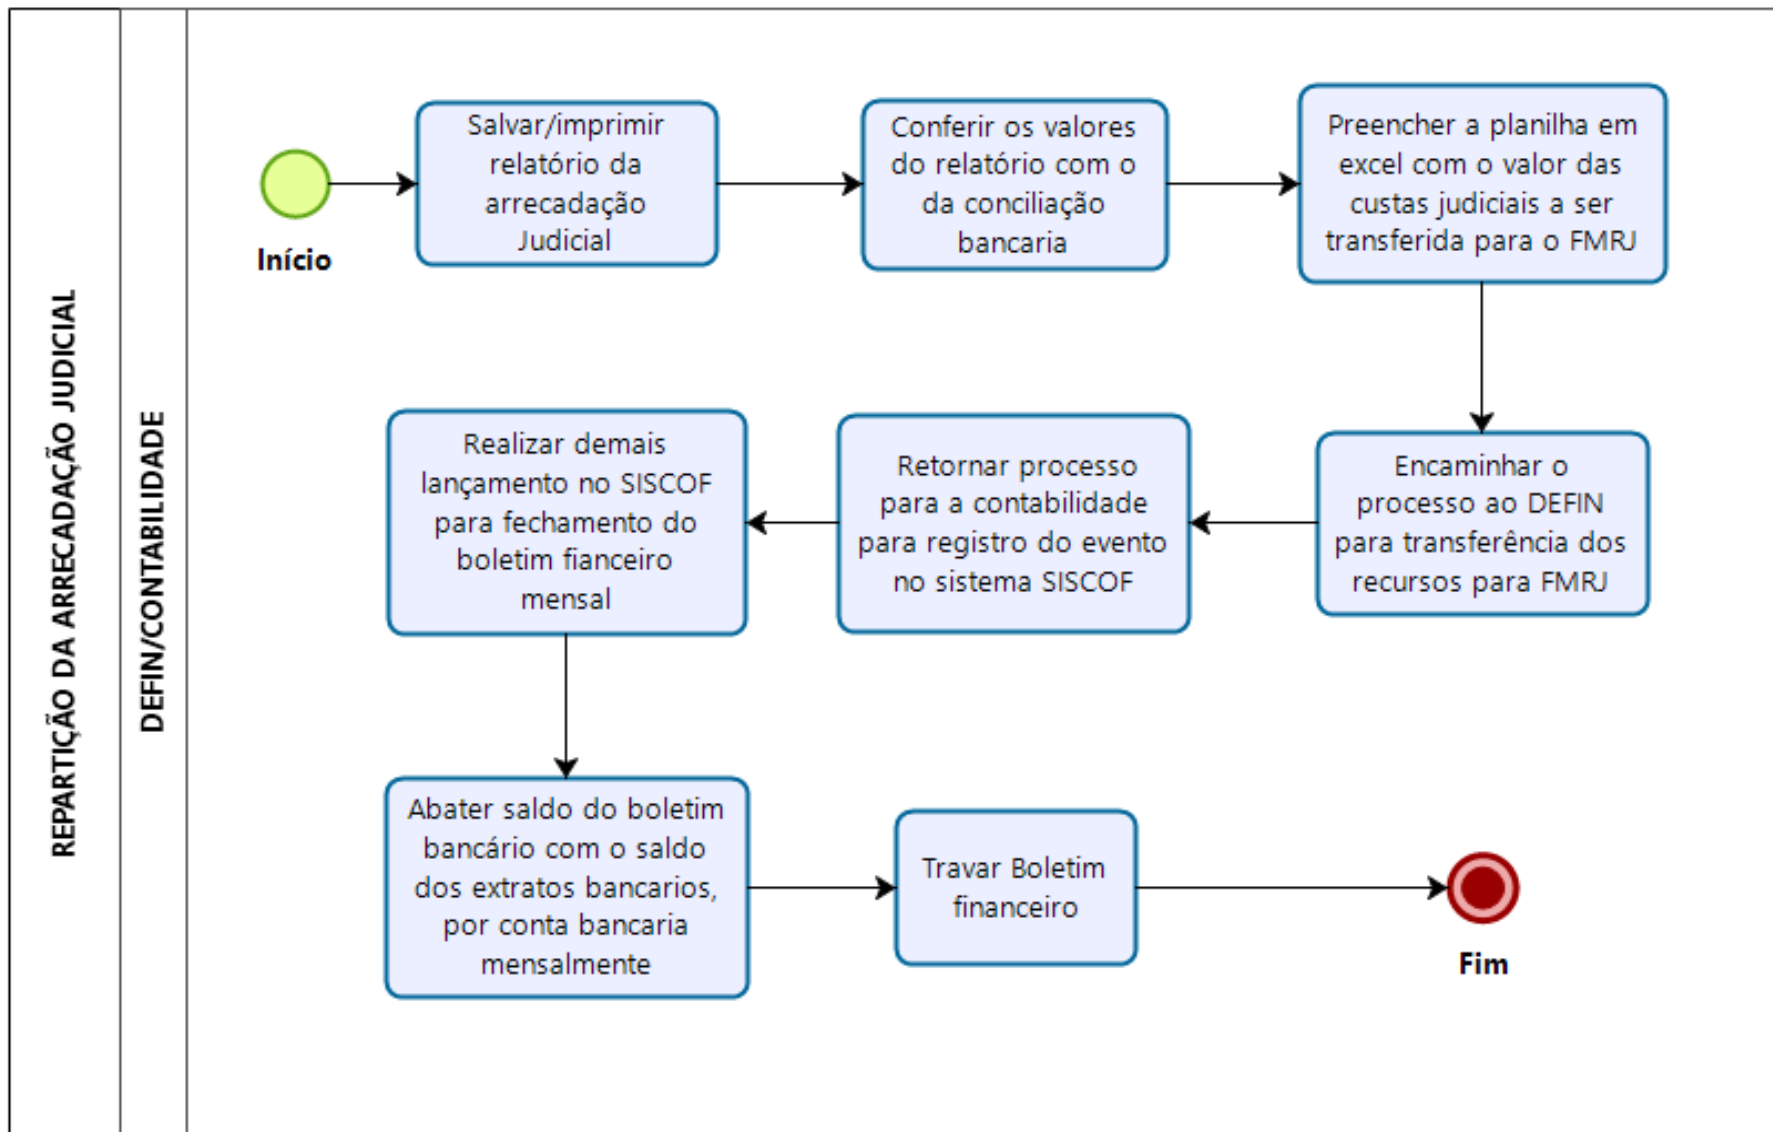 REPARTIÇÃO DA ARRECADAÇÃO JUDICIAL
DEFIN/CONTABILIDADE
Início
Salvar/imprimir
relatório da
arrecadação
Judicial
Conferir os valores
do relatório com o
da conciliação
bancaria
Preencher a planilha em
excel com o valor das
custas judiciais a ser
transferida para o FMRJ
Encaminhar o
processo ao DEFIN
para transferência dos
recursos para FMRJ
Retornar processo
para a contabilidade
para registro do evento
no sistema SISCOF
Realizar demais
lançamento no SISCOF
para fechamento do
boletim fianceiro
mensal
Abater saldo do boletim
bancário com o saldo
dos extratos bancarios,
por conta bancaria
mensalmente
Travar Boletim
financeiro
Fim